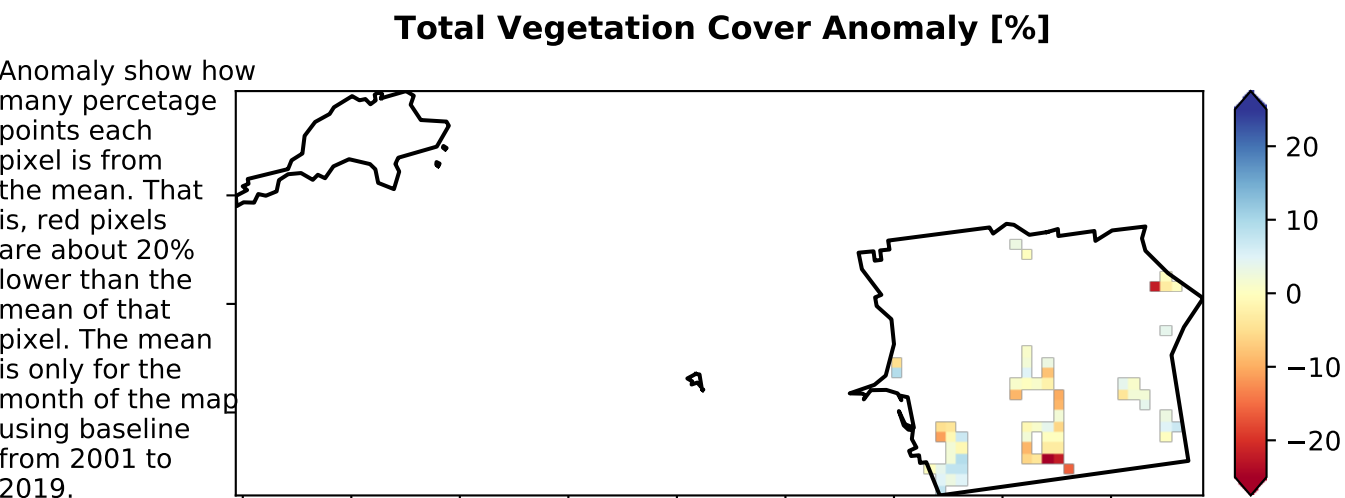 Total Vegetation Cover Anomaly [%]
Anomaly show how
many percetage
points each
pixel is from
the mean. That
is, red pixels
are about 20%
lower than the
mean of that
pixel. The mean
is only for the
month of the map
using baseline
from 2001 to
2019.
20
10
0
−10
−20